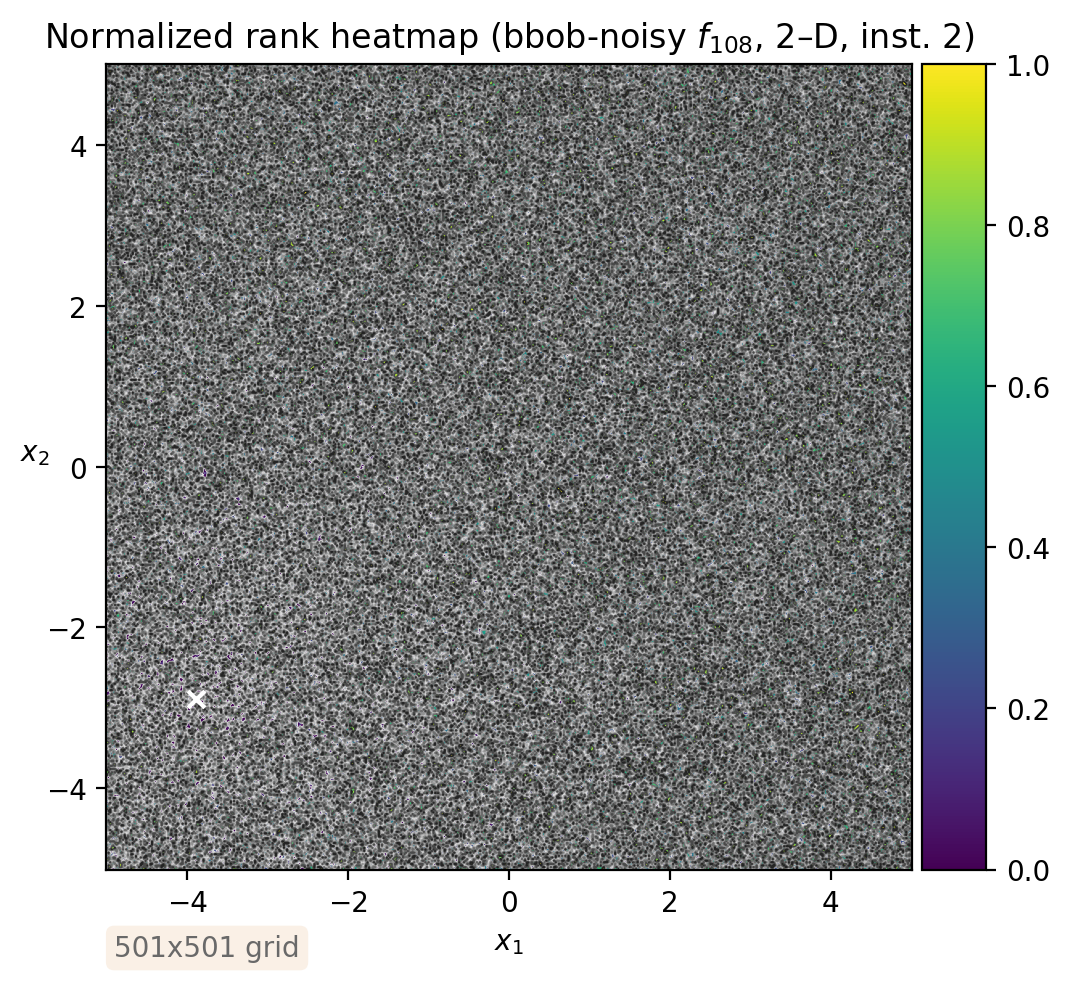 Normalized rank heatmap (bbob-noisy f₁₀₈, 2–D, inst. 2)
1.0
0.8
0.6
0.4
0.2
0.0
4
2
0
−2
−4
x₂
−4 −2 0 2 4
x₁
501x501 grid